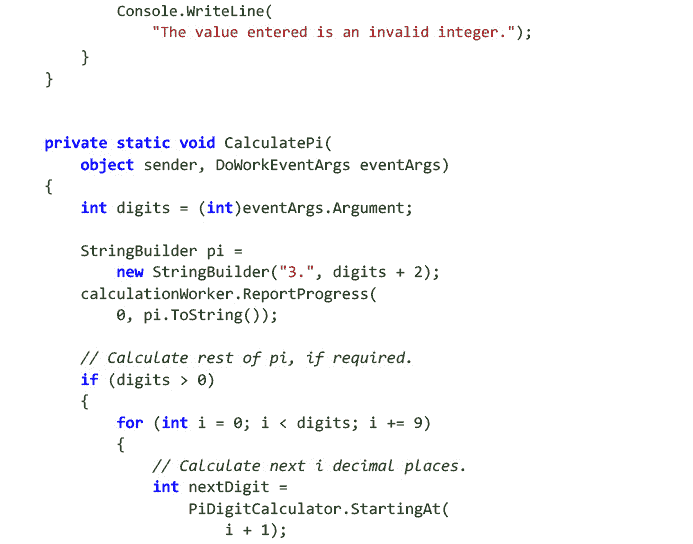 Console.WriteLine(
"The value entered is an invalid integer.");
}
}
private static void CalculatePi(
object sender, DoWorkEventArgs eventArgs)
{
int digits = (int)eventArgs.Argument;
StringBuilder pi =
new StringBuilder("3.", digits + 2);
calculationWorker.ReportProgress(
0, pi.ToString());
// Calculate rest of pi, if required.
if (digits > 0)
{
for (int i = 0; i < digits; i += 9)
{
// Calculate next i decimal places.
int nextDigit =
PiDigitCalculator.StartingAt(
i + 1);